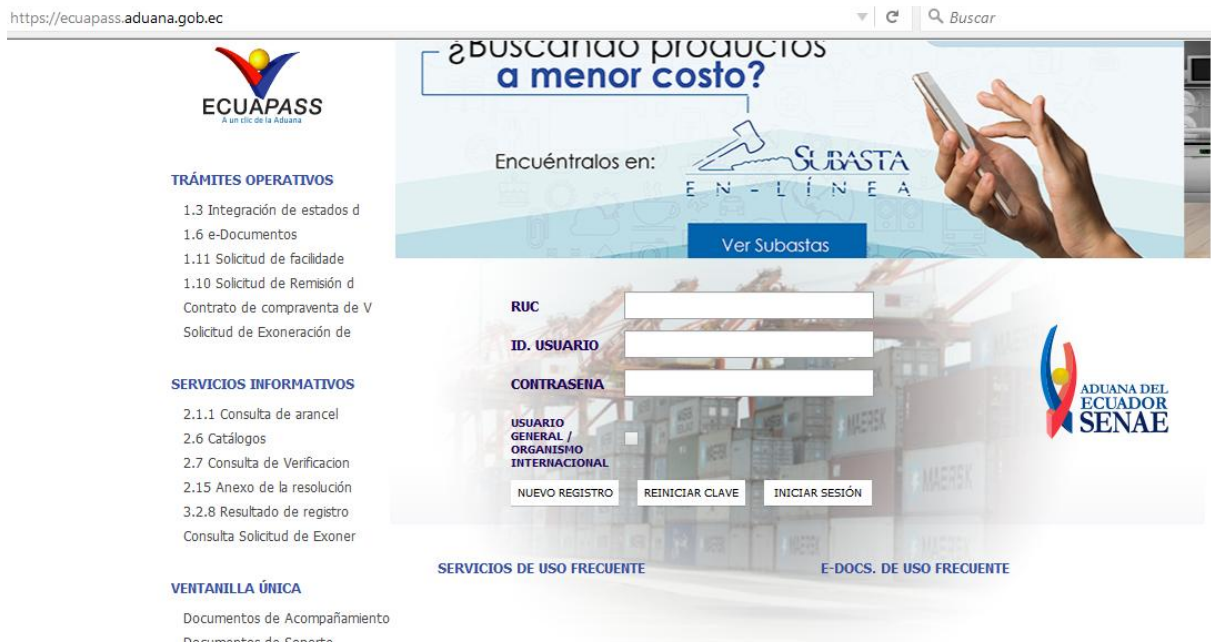 https://ecuapass.aduana.gob.ec
Buscar
ECUAPASS
A un clic de la Aduana
TRÁMITES OPERATIVOS
1.3 Integración de estados d
1.6 e-Documentos
1.11 Solicitud de facilidade
1.10 Solicitud de Remisión d
Contrato de compraventa de V
Solicitud de Exoneración de
SERVICIOS INFORMATIVOS
2.1.1 Consulta de arancel
2.6 Catálogos
2.7 Consulta de Verificacion
2.15 Anexo de la resolución
3.2.8 Resultado de registro
Consulta Solicitud de Exoner
VENTANILLA ÚNICA
Documentos de Acompañamiento
Documentos de Soporte
¿Buscando productos
a menor costo?
Encuéntralos en:
SUBASTA
EN-LÍNEA
Ver Subastas
RUC
ID. USUARIO
CONTRASENA
USUARIO
GENERAL /
ORGANISMO
INTERNACIONAL
NUEVO REGISTRO
REINICIAR CLAVE
INICIAR SESIÓN
ADUANA DEL
ECUADOR
SENAE
MAERSK
SERVICIOS DE USO FRECUENTE
E-DOCS. DE USO FRECUENTE